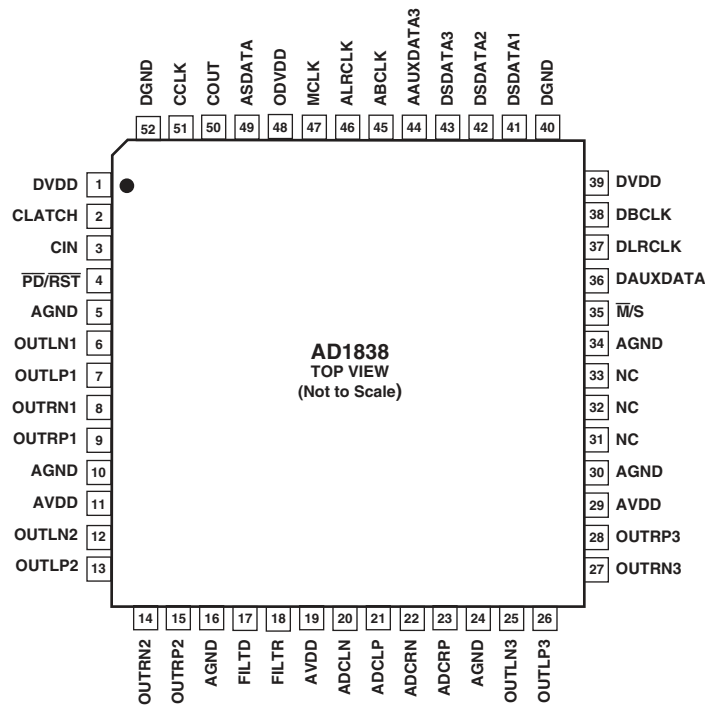 DGND
CCLK
COUT
ASDATA
ODVDD
MCLK
ALRCLK
ABCLK
AAUXDATA3
DSDATA3
DSDATA2
DSDATA1
DGND
52 51 50 49 48 47 46 45 44 43 42 41 40
DVDD 1
CLATCH 2
CIN 3
PD/RST 4
AGND 5
OUTLN1 6
OUTLP1 7
OUTRN1 8
OUTRP1 9
AGND 10
AVDD 11
OUTLN2 12
OUTLP2 13
AD1838
TOP VIEW
(Not to Scale)
39 DVDD
38 DBCLK
37 DLRCLK
36 DAUXDATA
35 M/S
34 AGND
33 NC
32 NC
31 NC
30 AGND
29 AVDD
28 OUTRP3
27 OUTRN3
14 15 16 17 18 19 20 21 22 23 24 25 26
OUTRN2
OUTRP2
AGND
FILTD
FILTR
AVDD
ADCLN
ADCLP
ADCRN
ADCRP
AGND
OUTLN3
OUTLP3